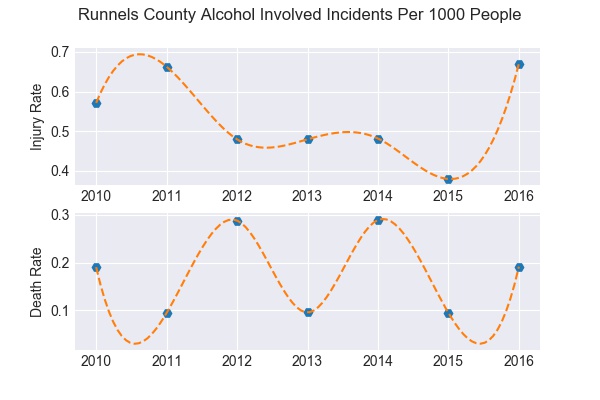 Runnels County Alcohol Involved Incidents Per 1000 People
Injury Rate
0.7
0.6
0.5
0.4
2010 2011 2012 2013 2014 2015 2016
Death Rate
0.3
0.2
0.1
2010 2011 2012 2013 2014 2015 2016